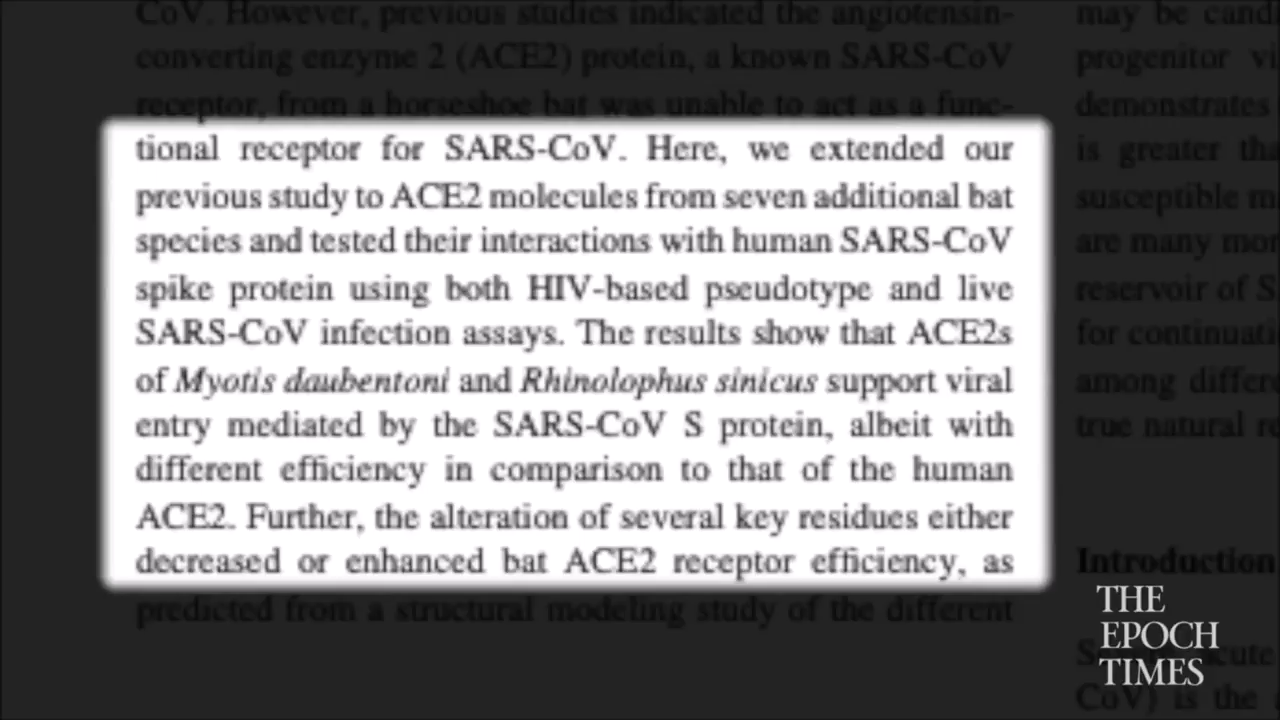 CoV. However, previous studies indicated the angiotensin-
converting enzyme 2 (ACE2) protein, a known SARS-CoV
receptor, from a horseshoe bat was unable to act as a func-
tional receptor for SARS-CoV. Here, we extended our
previous study to ACE2 molecules from seven additional bat
species and tested their interactions with human SARS-CoV
spike protein using both HIV-based pseudotype and live
SARS-CoV infection assays. The results show that ACE2s
of Myotis daubentoni and Rhinolophus sinicus support viral
entry mediated by the SARS-CoV S protein, albeit with
different efficiency in comparison to that of the human
ACE2. Further, the alteration of several key residues either
decreased or enhanced bat ACE2 receptor efficiency, as
predicted from a structural modeling study of the different
may be
progenitor
demonstrates
is greater
susceptible
are many
reservoir of
for
among
true natural
Introduction
CoV) is the
THE
EPOCH
TIMES